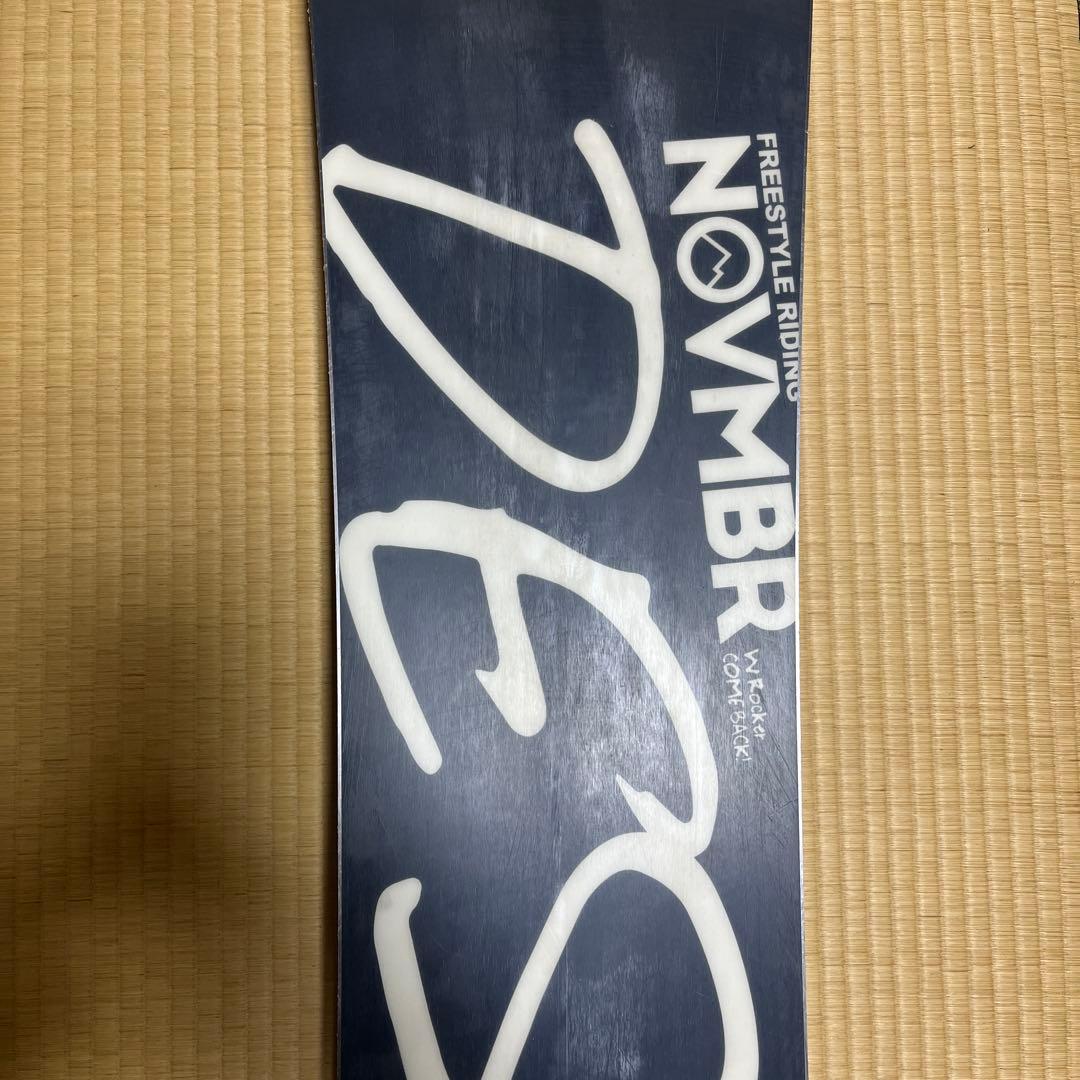 FREESTYLE RIDING
NOVMBR
W Rocker
COME BACK!
DES